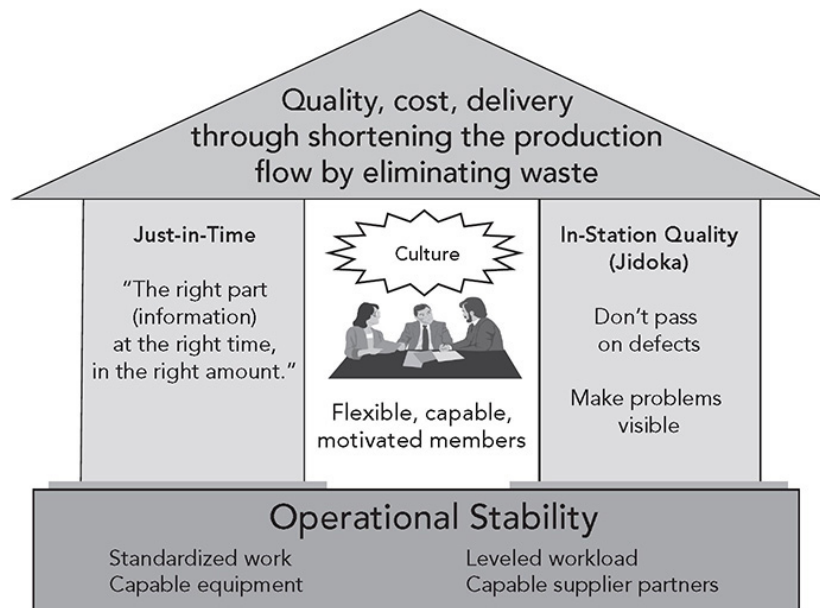 Quality, cost, delivery
through shortening the production
flow by eliminating waste
Just-in-Time
"The right part
(information)
at the right time,
in the right amount."
Culture
Flexible, capable,
motivated members
In-Station Quality
(Jidoka)
Don't pass
on defects
Make problems
visible
Operational Stability
Standardized work
Capable equipment
Leveled workload
Capable supplier partners